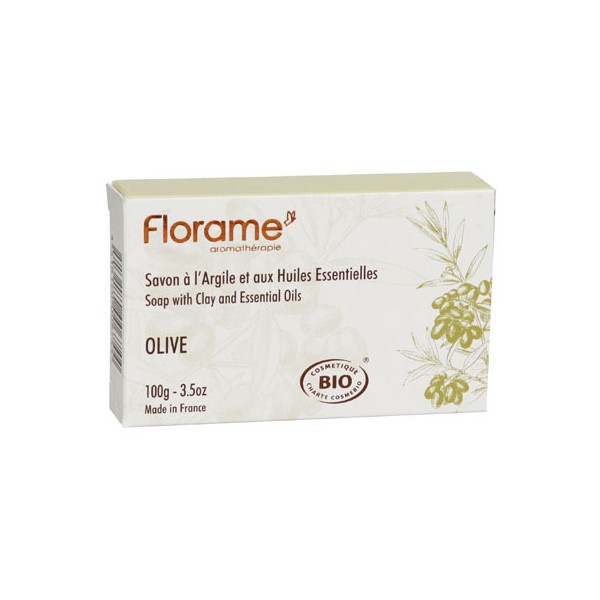 Florame
aromathérapie
Savon à l'Argile et aux Huiles Essentielles
Soap with Clay and Essential Oils
OLIVE
COSMETIQUE
BIO ®
CHARTE COSMEBIO
100g - 3.5oz
Made in France